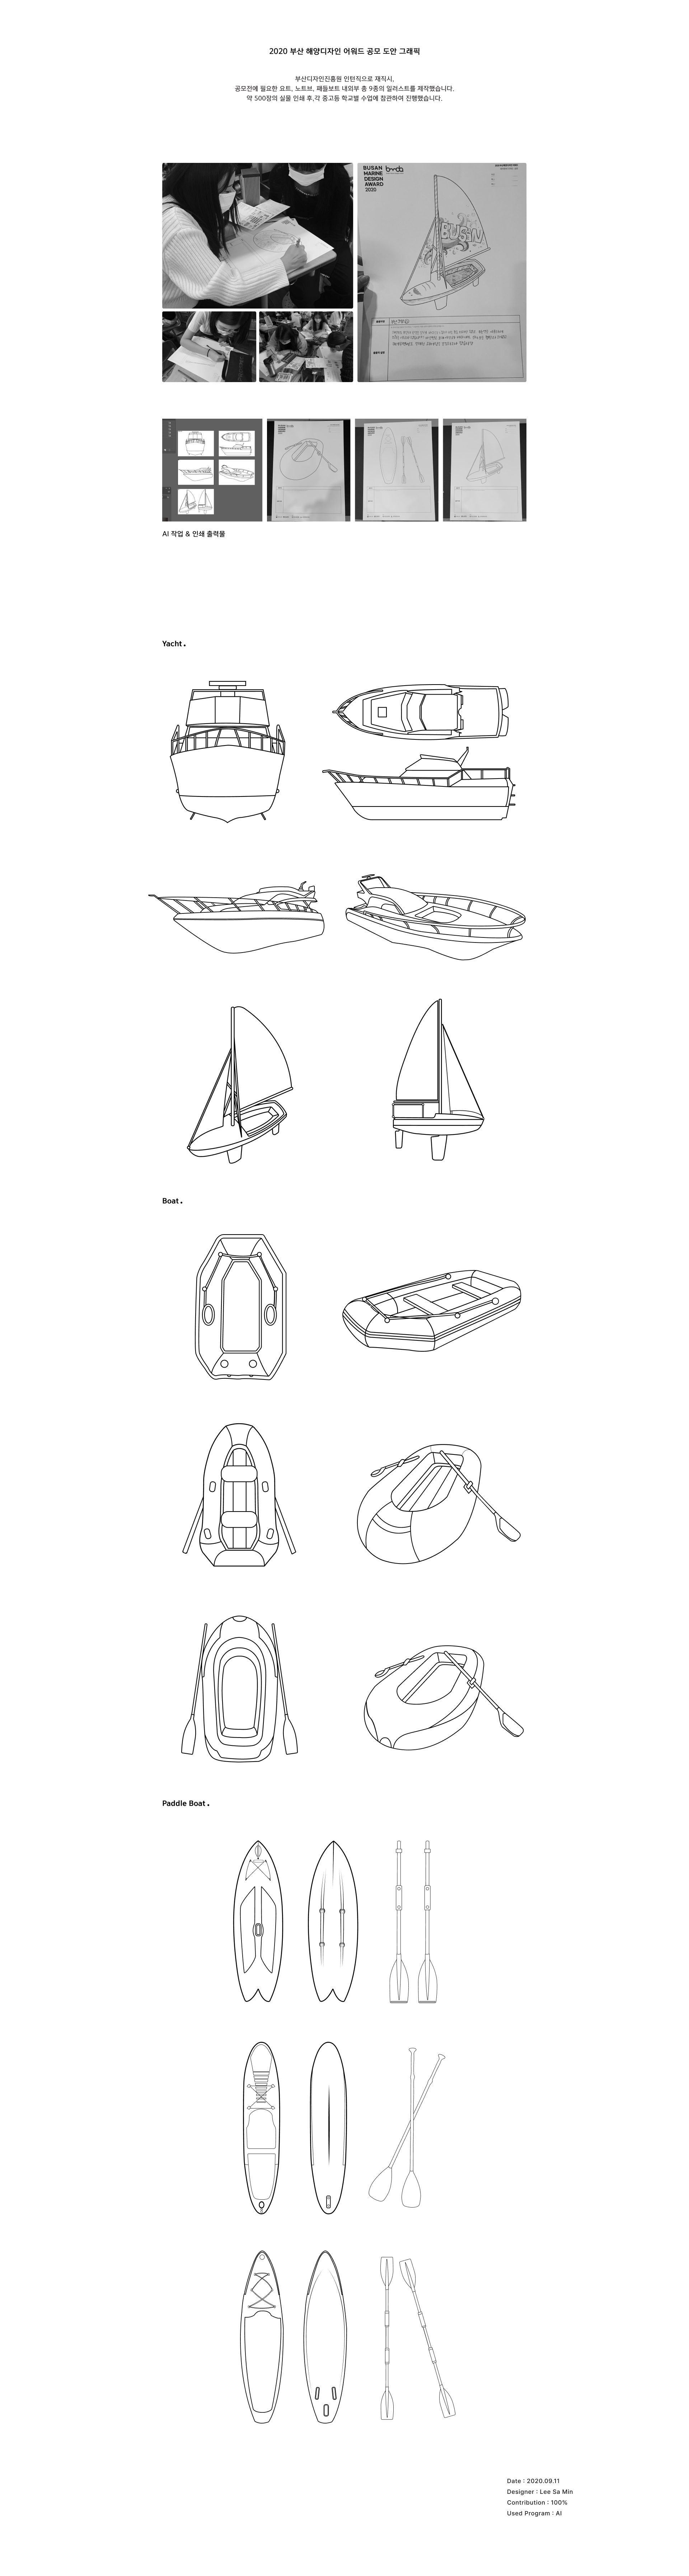 2020 부산 해양디자인 어워드 공모 도안 그래픽
부산디자인진흥원 인턴직으로 재직시,
공모전에 필요한 요트, 노트브, 패들보트 내외부 총 9종의 일러스트를 제작했습니다.
약 500장의 실물 인쇄 후,각 중고등 학교별 수업에 참관하여 진행했습니다.
BUSAN
MARINE
DESIGN
AWARD
2020
BUSAN
AI 작업 & 인쇄 출력물
Yacht.
Boat.
Paddle Boat.
Date : 2020.09.11
Designer : Lee Sa Min
Contribution : 100%
Used Program : AI